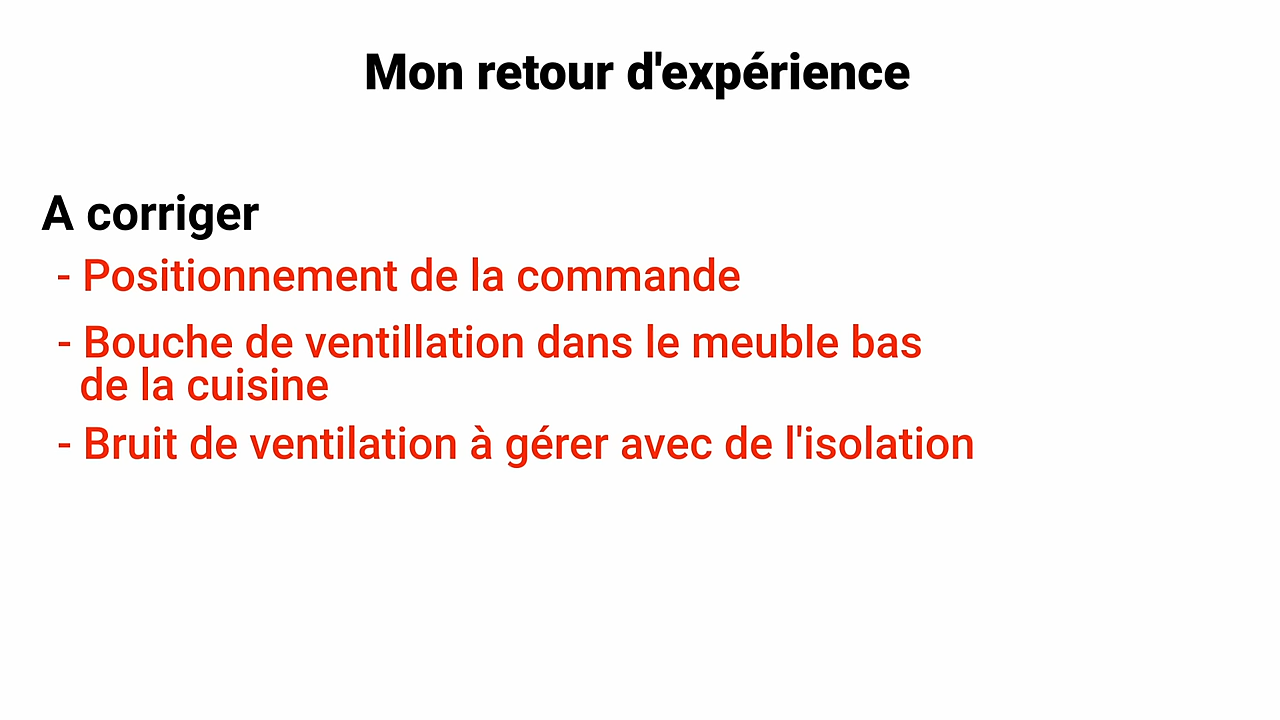 Mon retour d'expérience
A corriger
- Positionnement de la commande
- Bouche de ventillation dans le meuble bas
de la cuisine
- Bruit de ventilation à gérer avec de l'isolation